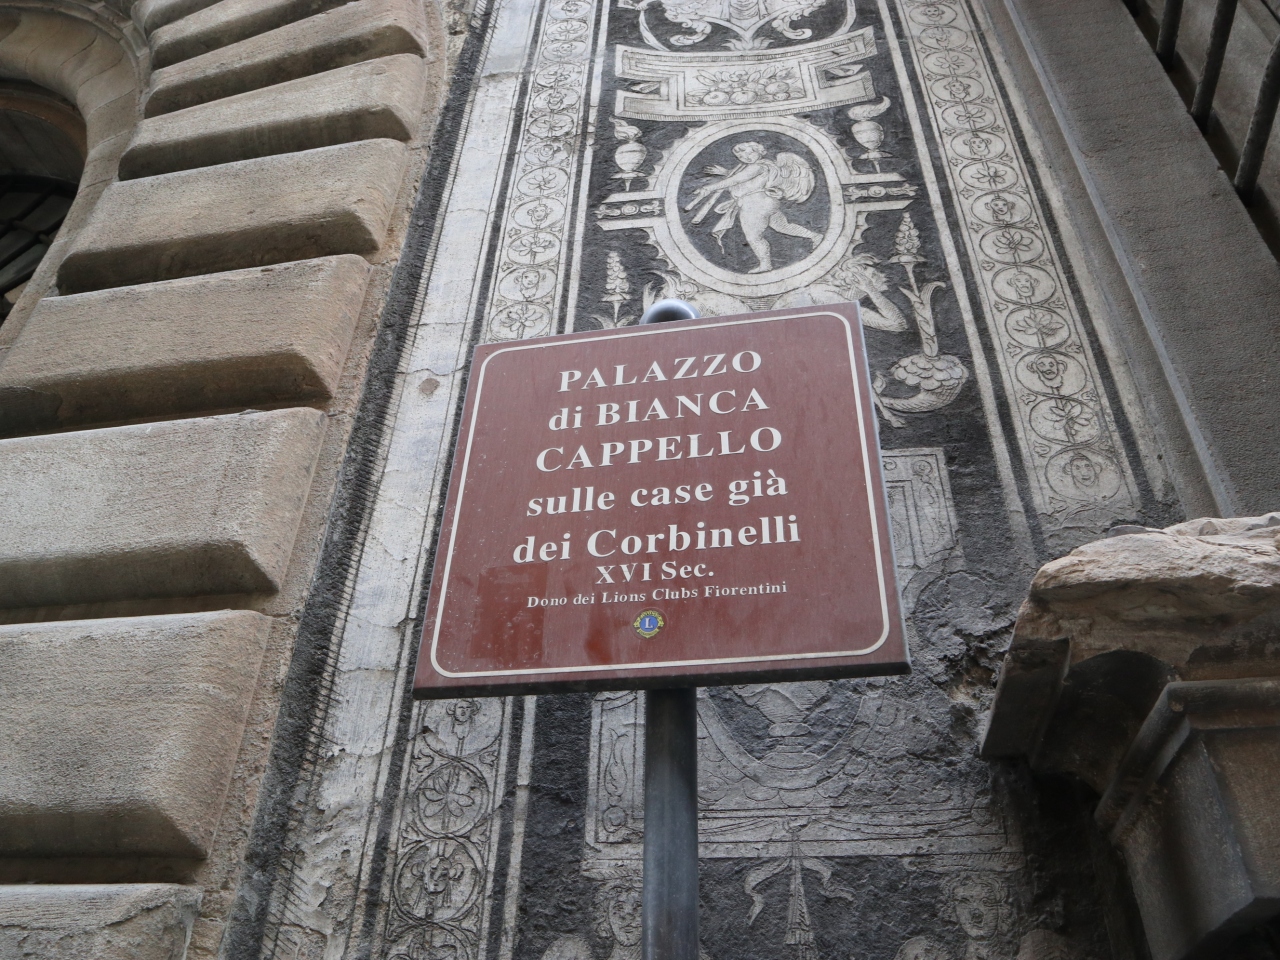 PALAZZO
di BIANCA
CAPPELLO
sulle case già
dei Corbinelli
XVI Sec.
Dono dei Lions Clubs Fiorentini
L